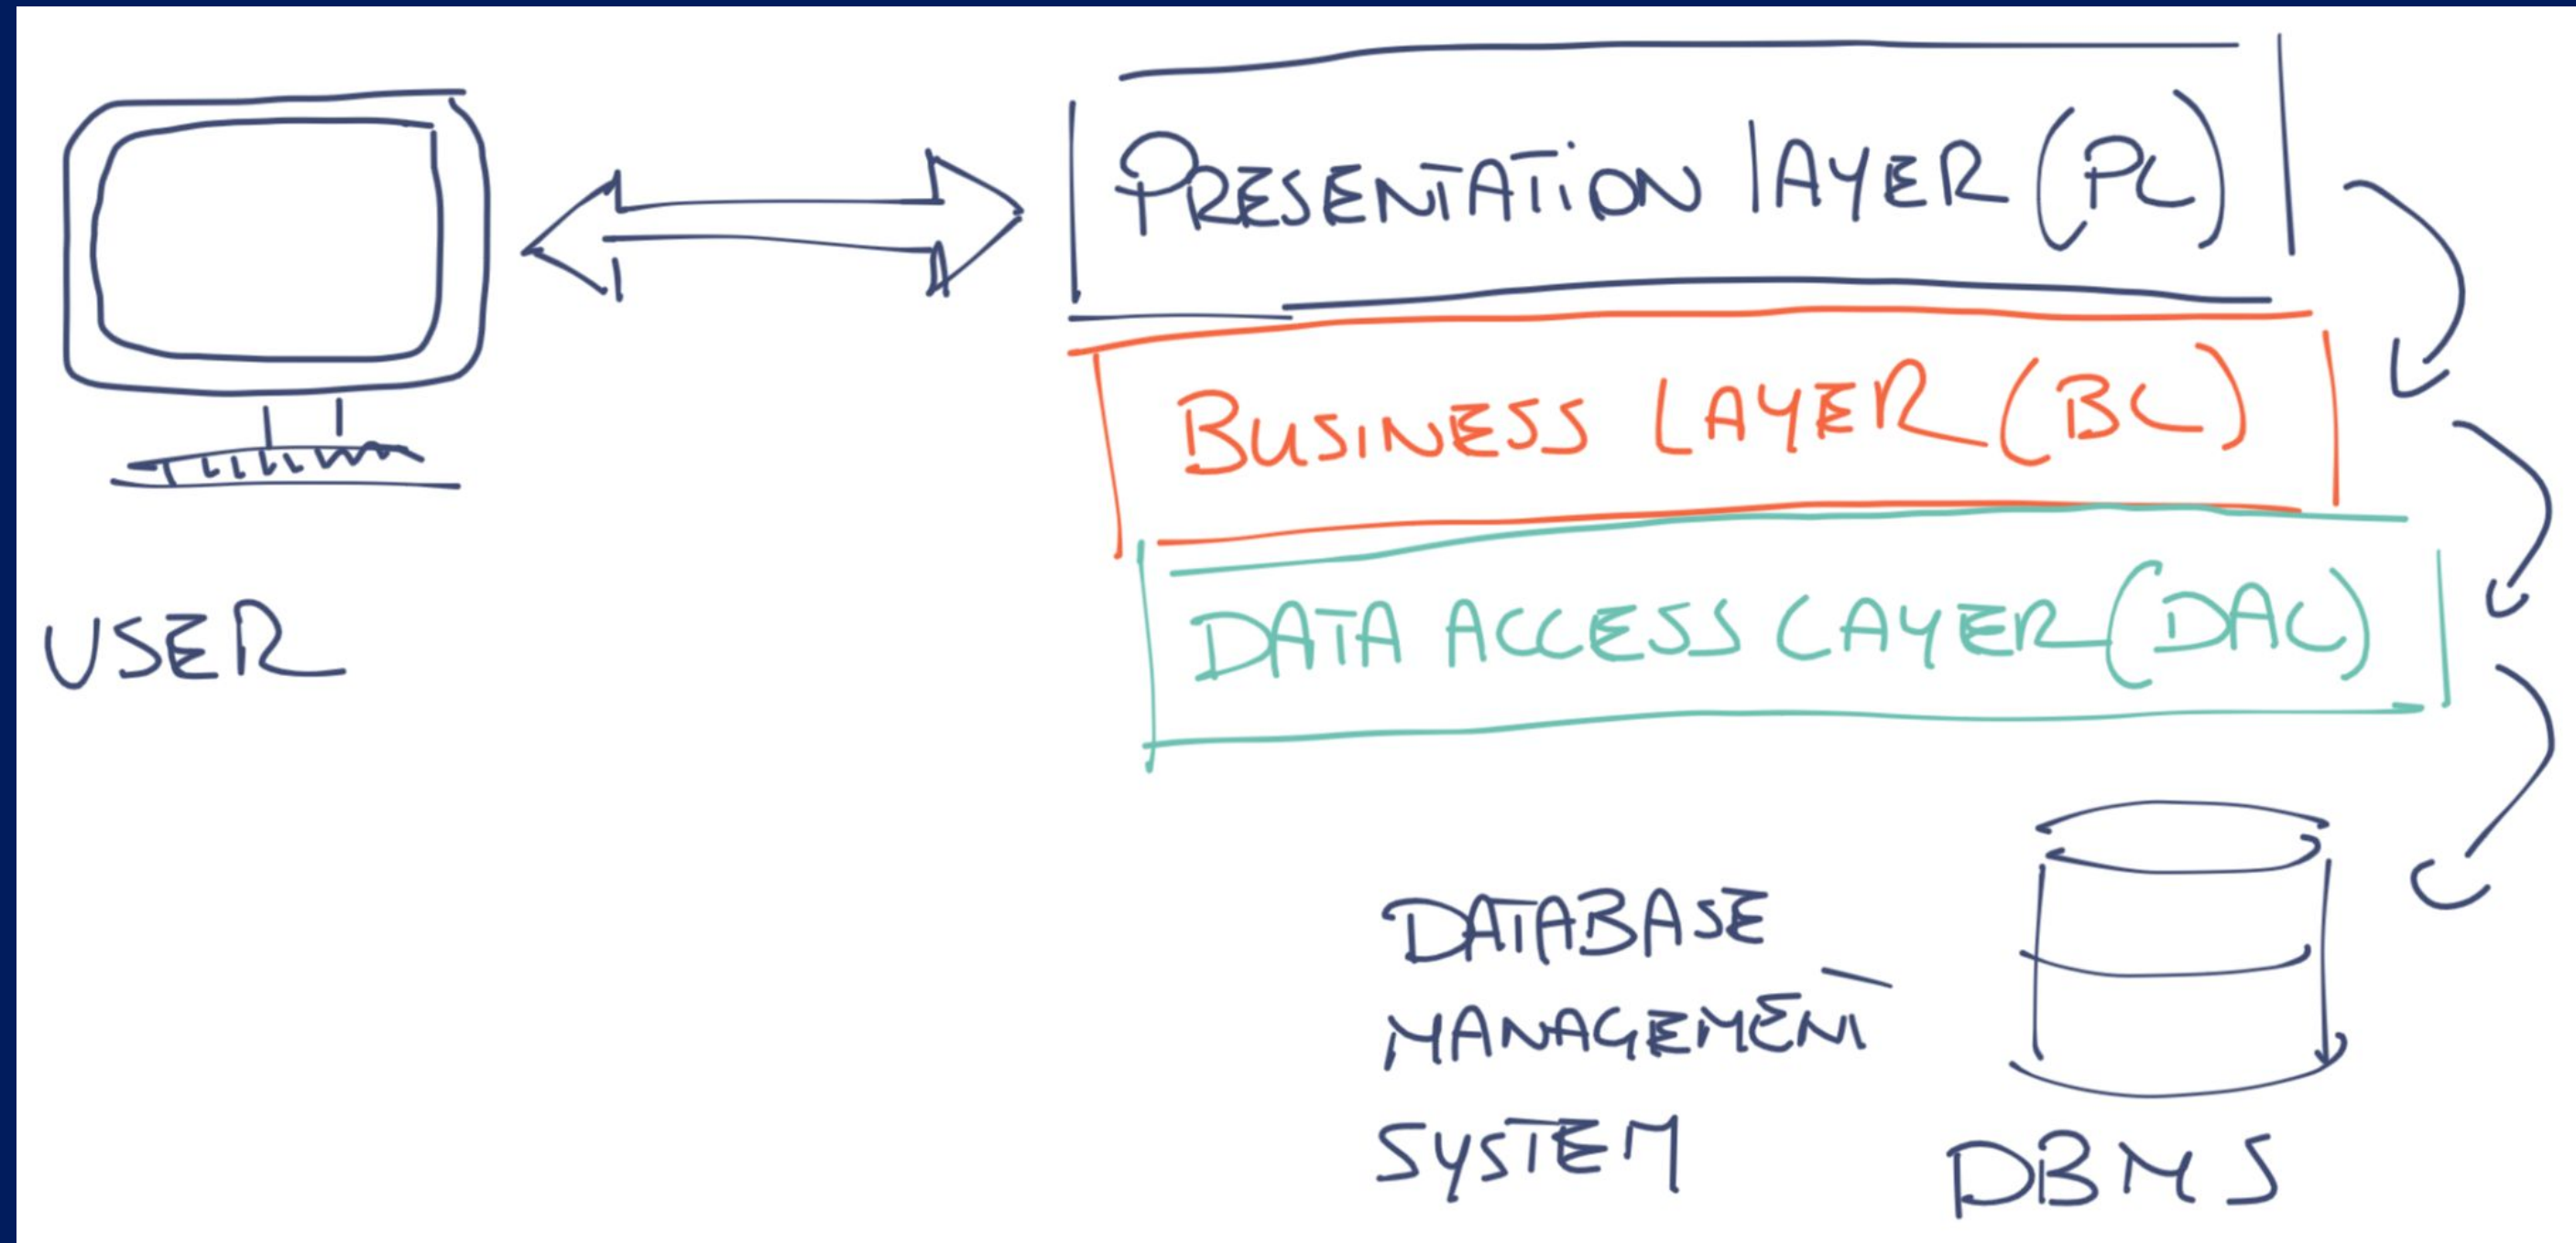 USER
PRESENTATION LAYER (PL)
BUSINESS LAYER (BL)
DATA ACCESS LAYER (DAL)
DATABASE
MANAGEMENT
SYSTEM
DBMS